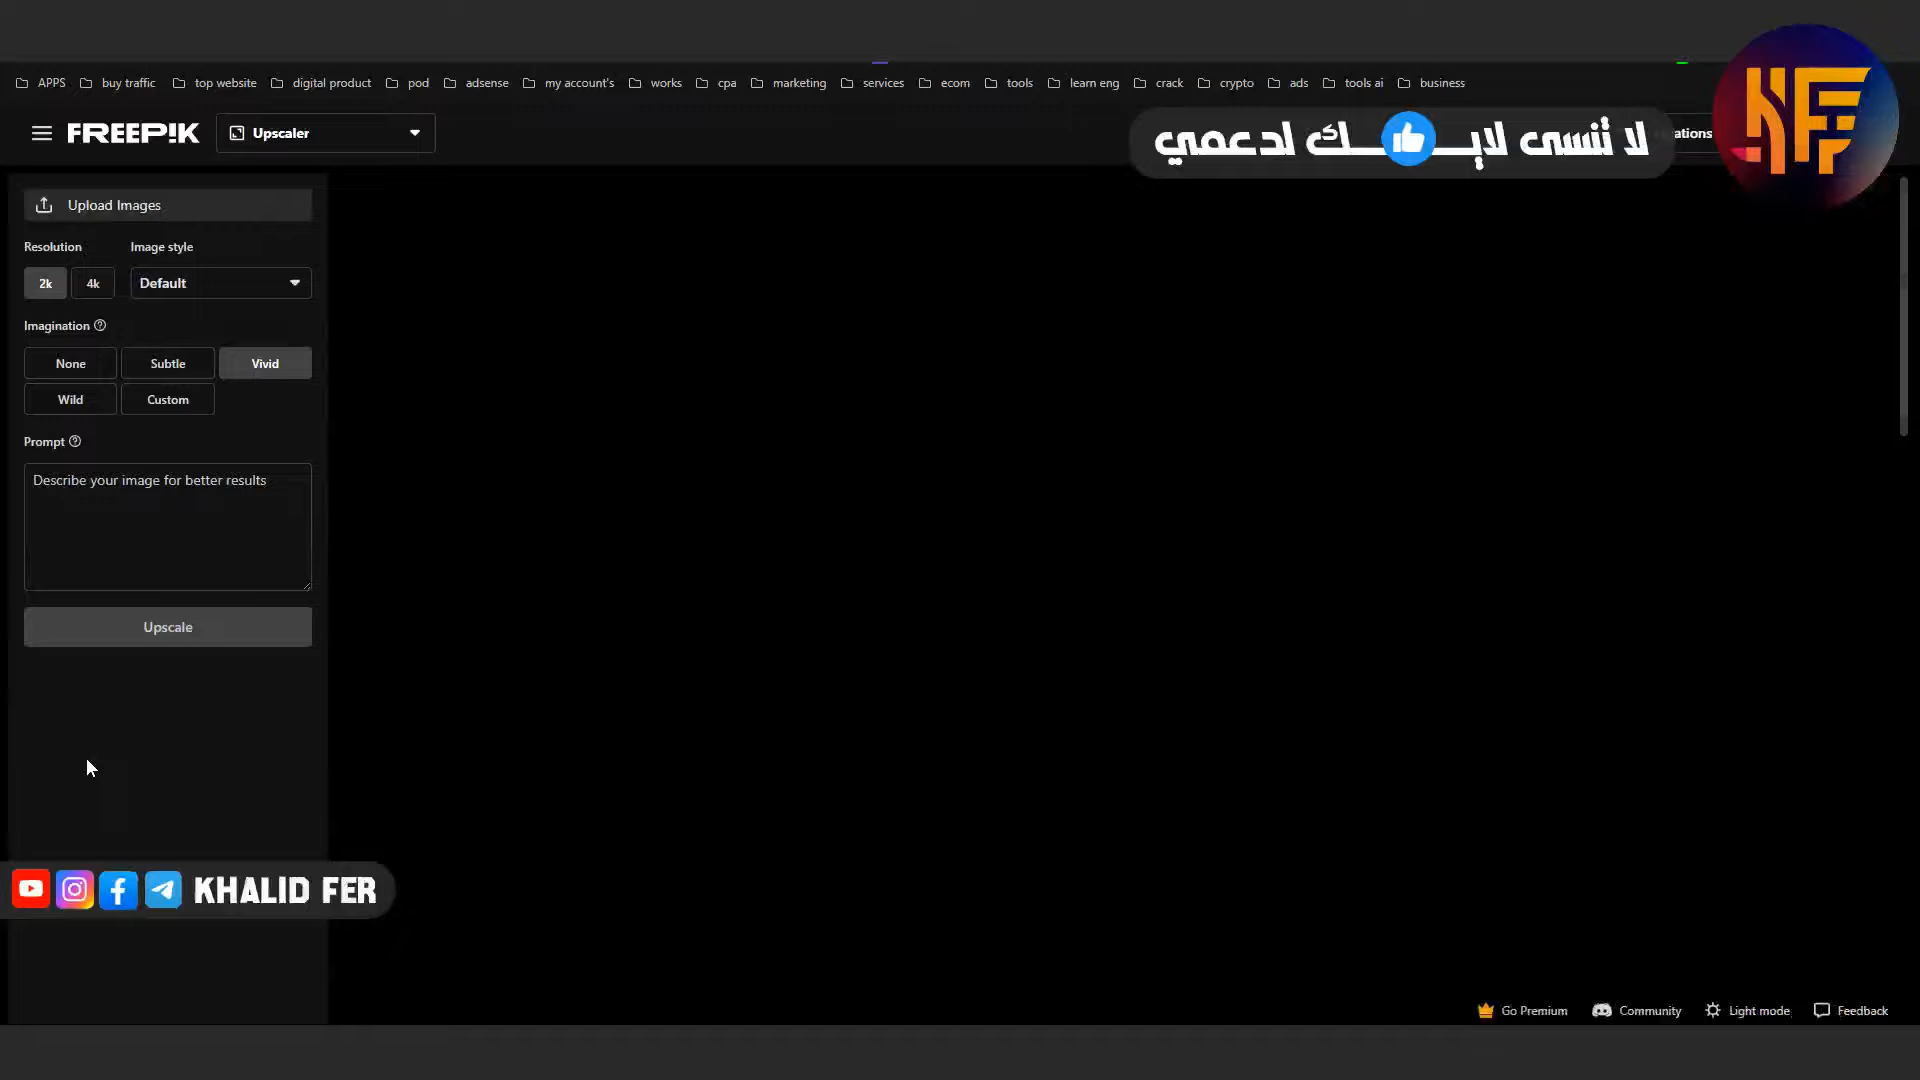 APPS buy traffic top website digital product pod adsense my account's works cpa marketing services ecom tools learn eng crack crypto ads tools ai business
FREEPIK Upscaler
لا تنسى لايـــك لدعمي
Upload Images
Resolution Image style
2k 4k Default
Imagination
None Subtle Vivid
Wild Custom
Prompt
Describe your image for better results
Upscale
KHALID FER
Go Premium Community Light mode Feedback